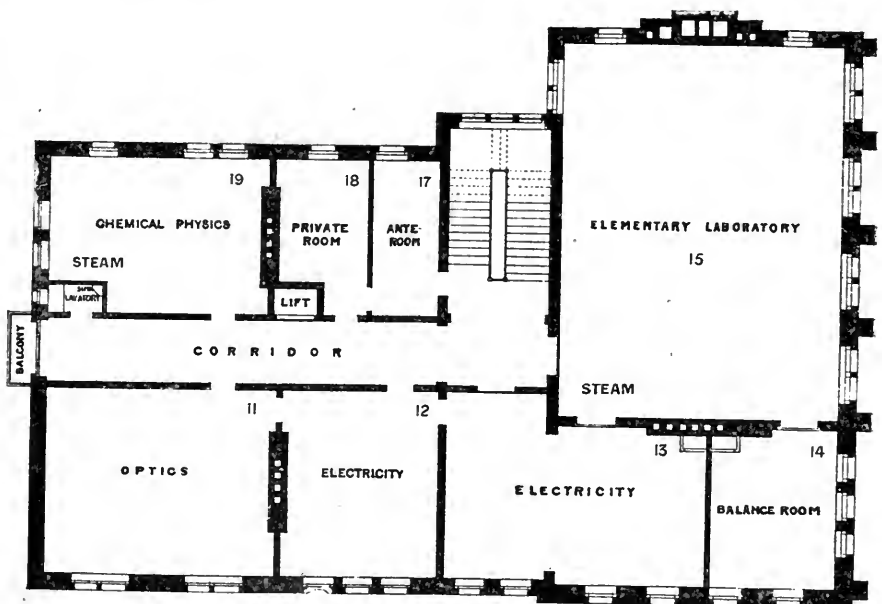 19
18
17
CHEMICAL PHYSICS
PRIVATE
ROOM
ANTE-
ROOM
ELEMENTARY LABORATORY
15
STEAM
LAVATORY
LIFT
BALCONY
CORRIDOR
STEAM
11
12
13
14
OPTICS
ELECTRICITY
ELECTRICITY
BALANCE ROOM